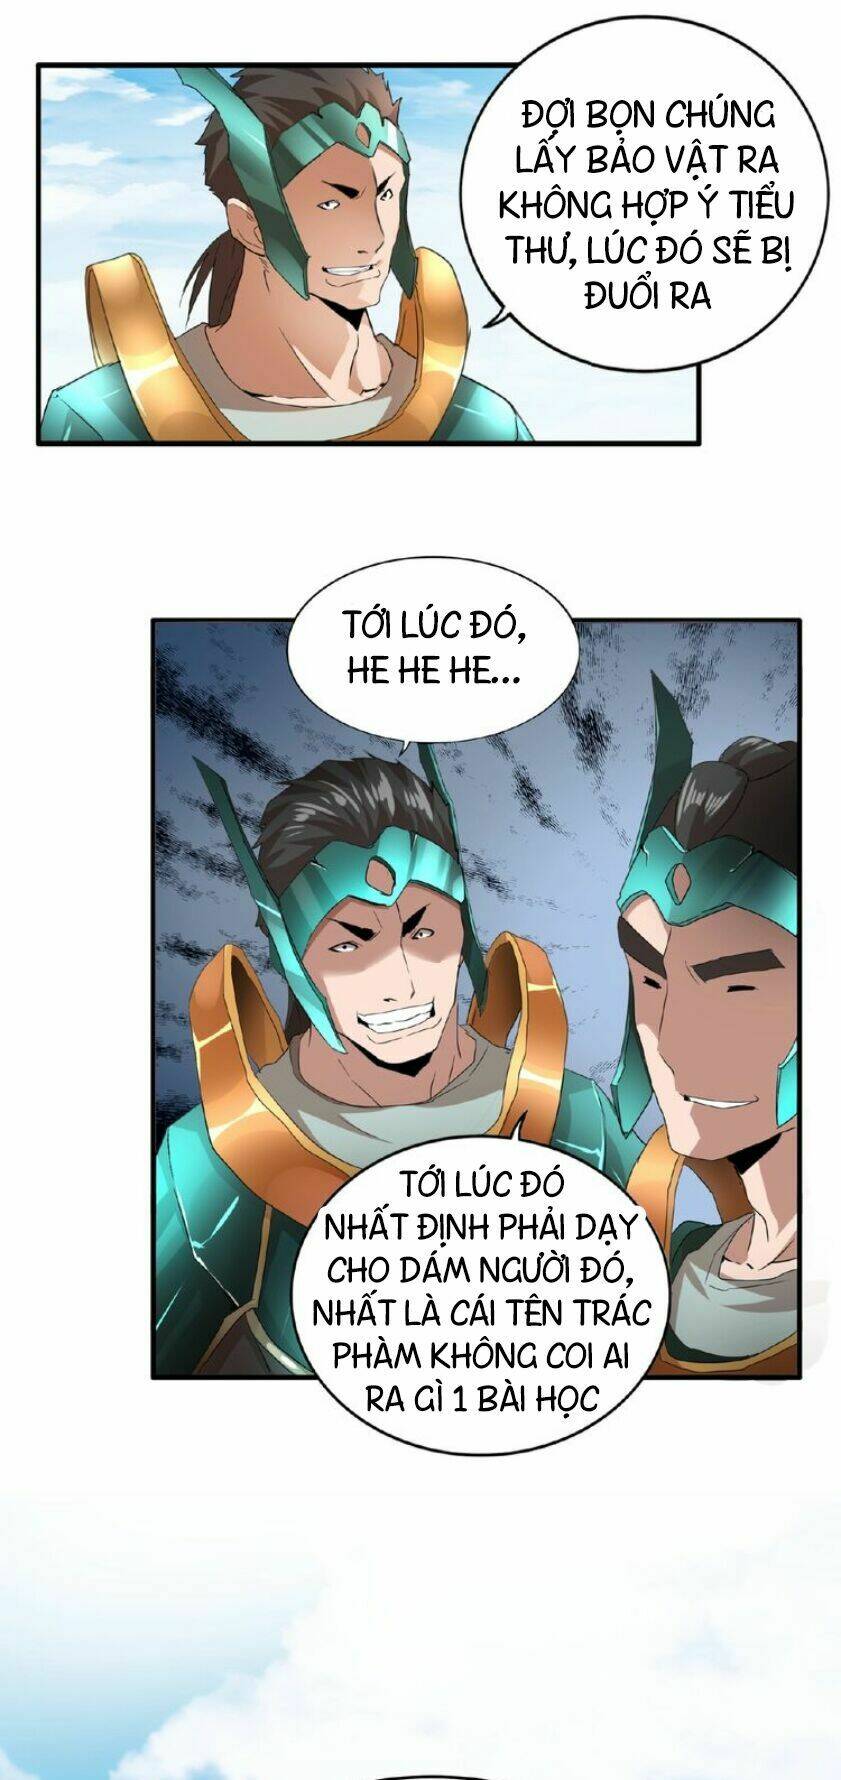 ĐỢI BỌN CHÚNG
LẤY BẢO VẬT RA
KHÔNG HỢP Ý TIỂU
THƯ, LÚC ĐÓ SẼ BỊ
ĐUỔI RA
TỚI LÚC ĐÓ,
HE HE HE...
TỚI LÚC ĐÓ
NHẤT ĐỊNH PHẢI DẠY
CHO DÁM NGƯỜI ĐÓ,
NHẤT LÀ CÁI TÊN TRÁC
PHÀM KHÔNG COI AI
RA GÌ 1 BÀI HỌC